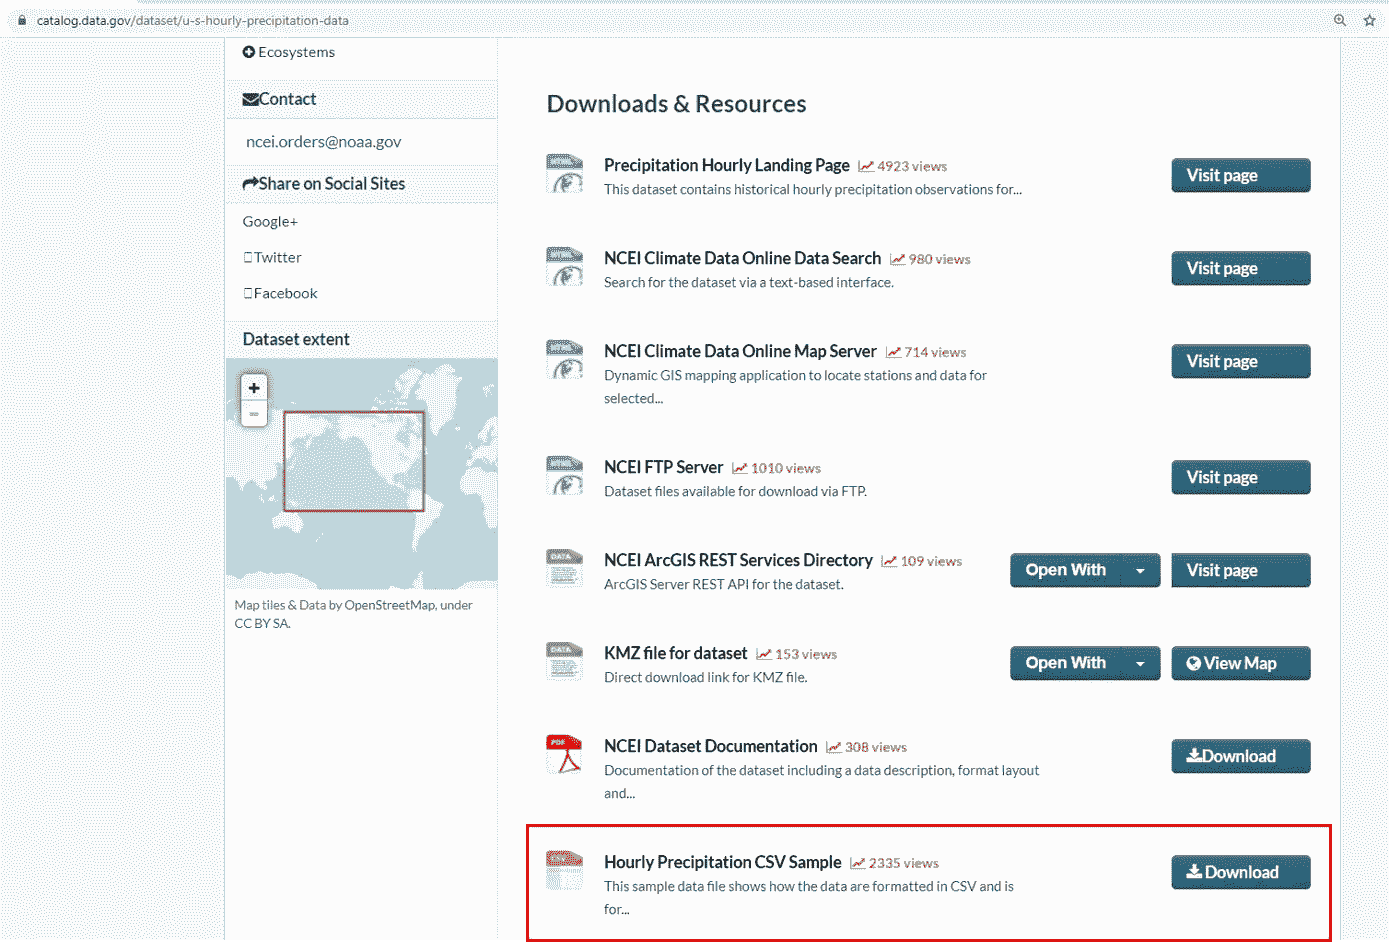 catalog.data.gov/dataset/u-s-hourly-precipitation-data
Ecosystems
Contact
ncei.orders@noaa.gov
Share on Social Sites
Google+
Twitter
Facebook
Dataset extent
+
−
Map tiles & Data by OpenStreetMap, under
CC BY SA.
Downloads & Resources
Precipitation Hourly Landing Page 4923 views
This dataset contains historical hourly precipitation observations for...
Visit page
NCEI Climate Data Online Data Search 980 views
Search for the dataset via a text-based interface.
Visit page
NCEI Climate Data Online Map Server 714 views
Dynamic GIS mapping application to locate stations and data for
selected...
Visit page
NCEI FTP Server 1010 views
Dataset files available for download via FTP.
Visit page
DATA
NCEI ArcGIS REST Services Directory 109 views
ArcGIS Server REST API for the dataset.
Open With
Visit page
DATA
KMZ file for dataset 153 views
Direct download link for KMZ file.
Open With
View Map
PDF
NCEI Dataset Documentation 308 views
Documentation of the dataset including a data description, format layout
and...
Download
CSV
Hourly Precipitation CSV Sample 2335 views
This sample data file shows how the data are formatted in CSV and is
for...
Download